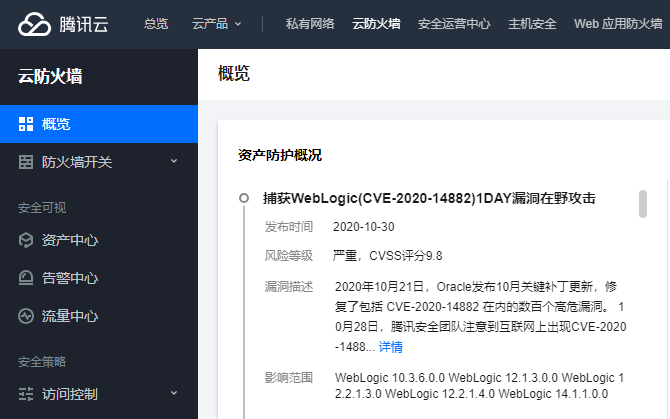 腾讯云 总览 云产品 私有网络 云防火墙 安全运营中心 主机安全 Web 应用防火墙
云防火墙
概览
概览
防火墙开关
安全可视
资产中心
告警中心
流量中心
安全策略
访问控制
资产防护概况
捕获WebLogic(CVE-2020-14882)1DAY漏洞在野攻击
发布时间 2020-10-30
风险等级 严重，CVSS评分9.8
漏洞描述 2020年10月21日，Oracle发布10月关键补丁更新，修
复了包括 CVE-2020-14882 在内的数百个高危漏洞。 1
0月28日，腾讯安全团队注意到互联网上出现CVE-2020
-1488... 详情
影响范围 WebLogic 10.3.6.0.0 WebLogic 12.1.3.0.0 WebLogic 1
2.2.1.3.0 WebLogic 12.2.1.4.0 WebLogic 14.1.1.0.0